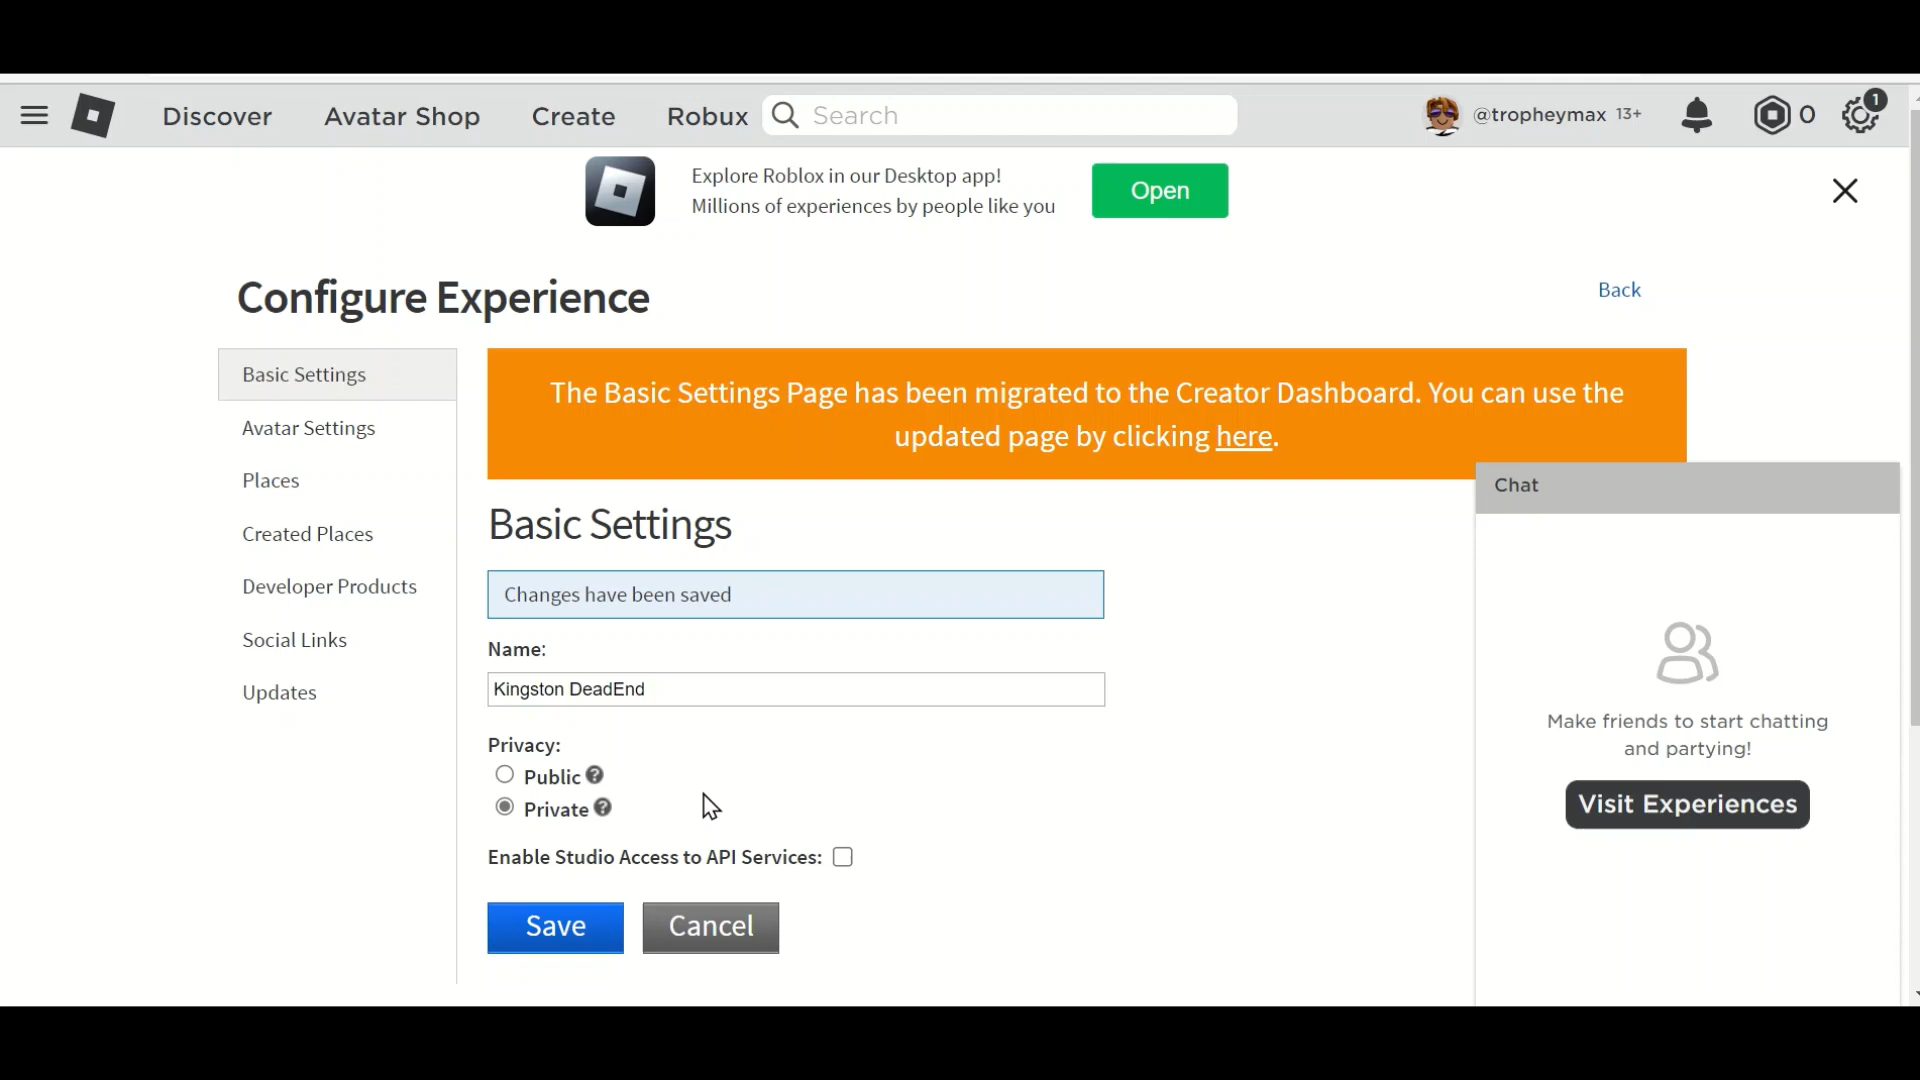 Discover Avatar Shop Create Robux Search @tropheymax 13+ 0 1
Explore Roblox in our Desktop app!
Millions of experiences by people like you
Open
Configure Experience
Back
Basic Settings
Avatar Settings
Places
Created Places
Developer Products
Social Links
Updates
The Basic Settings Page has been migrated to the Creator Dashboard. You can use the
updated page by clicking here.
Basic Settings
Changes have been saved
Name:
Kingston DeadEnd
Privacy:
Public ?
Private ?
Enable Studio Access to API Services:
Save Cancel
Chat
Make friends to start chatting
and partying!
Visit Experiences